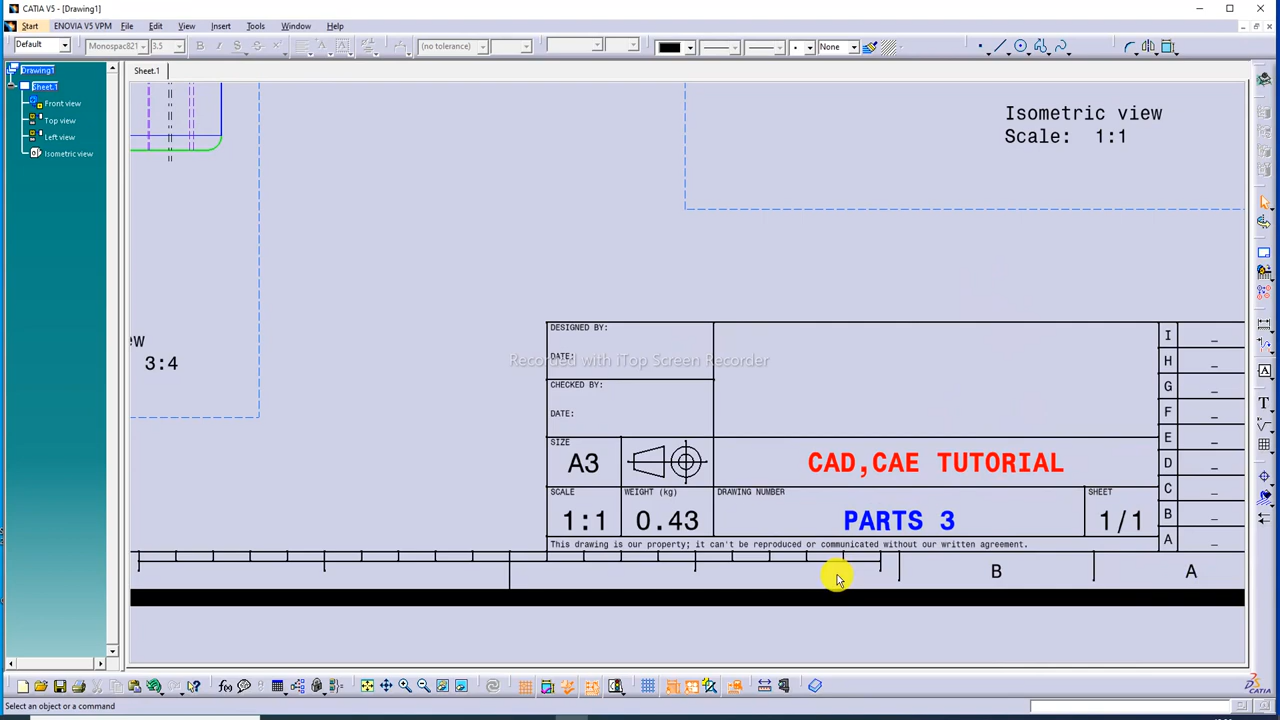 CATIA V5 - [Drawing1]
Start ENOVIA V5 VPM File Edit View Insert Tools Window Help
Default Monospac821 3.5 B I S (no tolerance) None
Drawing1
Sheet.1
Front view
Top view
Left view
Isometric view
Sheet.1
Isometric view
Scale: 1:1
3:4
Recorded with iTop Screen Recorder
DESIGNED BY:
DATE:
CHECKED BY:
DATE:
SIZE
A3
SCALE
1:1
WEIGHT (kg)
0.43
CAD,CAE TUTORIAL
DRAWING NUMBER
PARTS 3
SHEET
1/1
This drawing is our property; it can't be reproduced or communicated without our written agreement.
I _
H _
G _
F _
E _
D _
C _
B _
A _
B A
Select an object or a command
CATIA